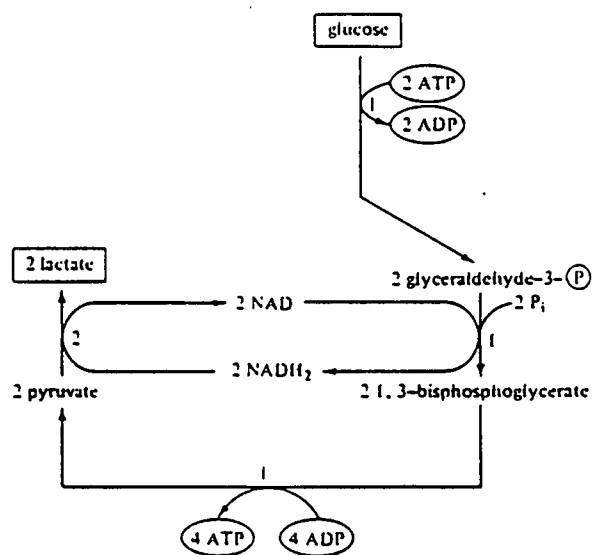 glucose
2 ATP
1
2 ADP
2 lactate
2 glyceraldehyde-3-P
2 NAD
2 Pi
2
1
2 NADH2
2 pyruvate
2 1,3-bisphosphoglycerate
1
4 ATP
4 ADP